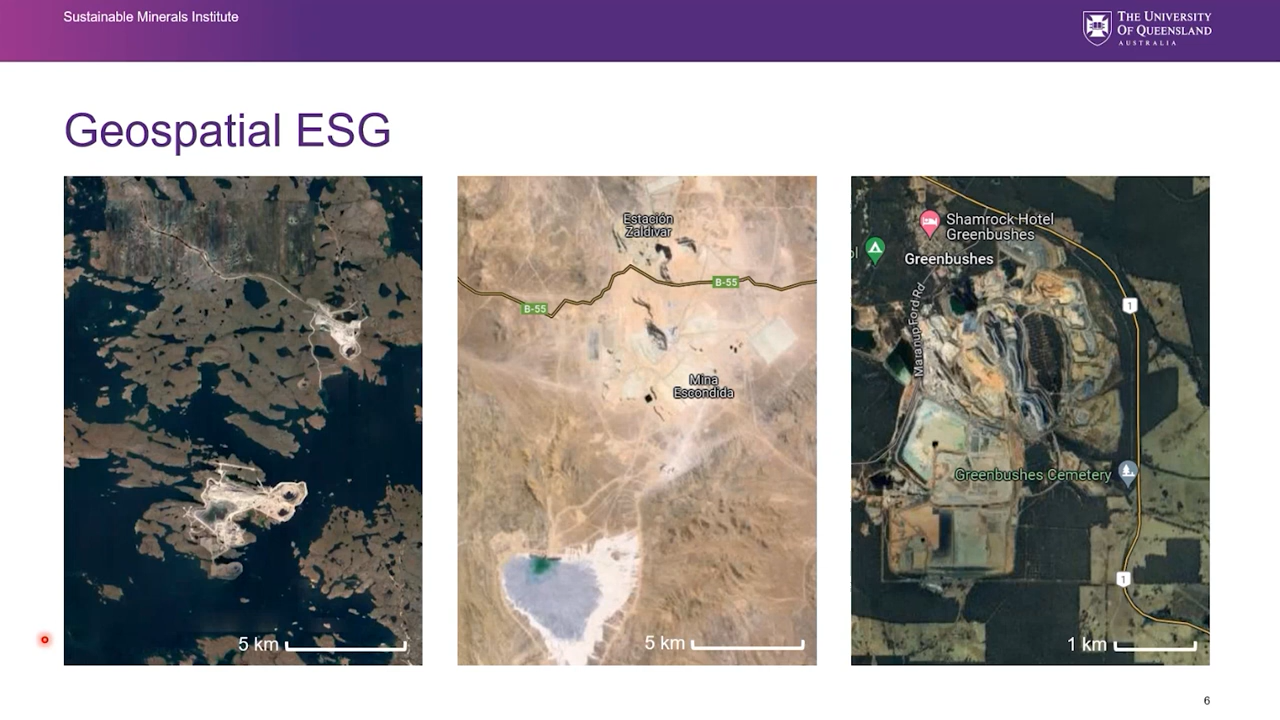 Sustainable Minerals Institute
THE UNIVERSITY
OF QUEENSLAND
AUSTRALIA
Geospatial ESG
5 km
Estación
Zaldivar
B-55
B-55
Mina
Escondida
5 km
Shamrock Hotel
Greenbushes
Greenbushes
Maranup Ford Rd
1
Greenbushes Cemetery
1
1 km
6